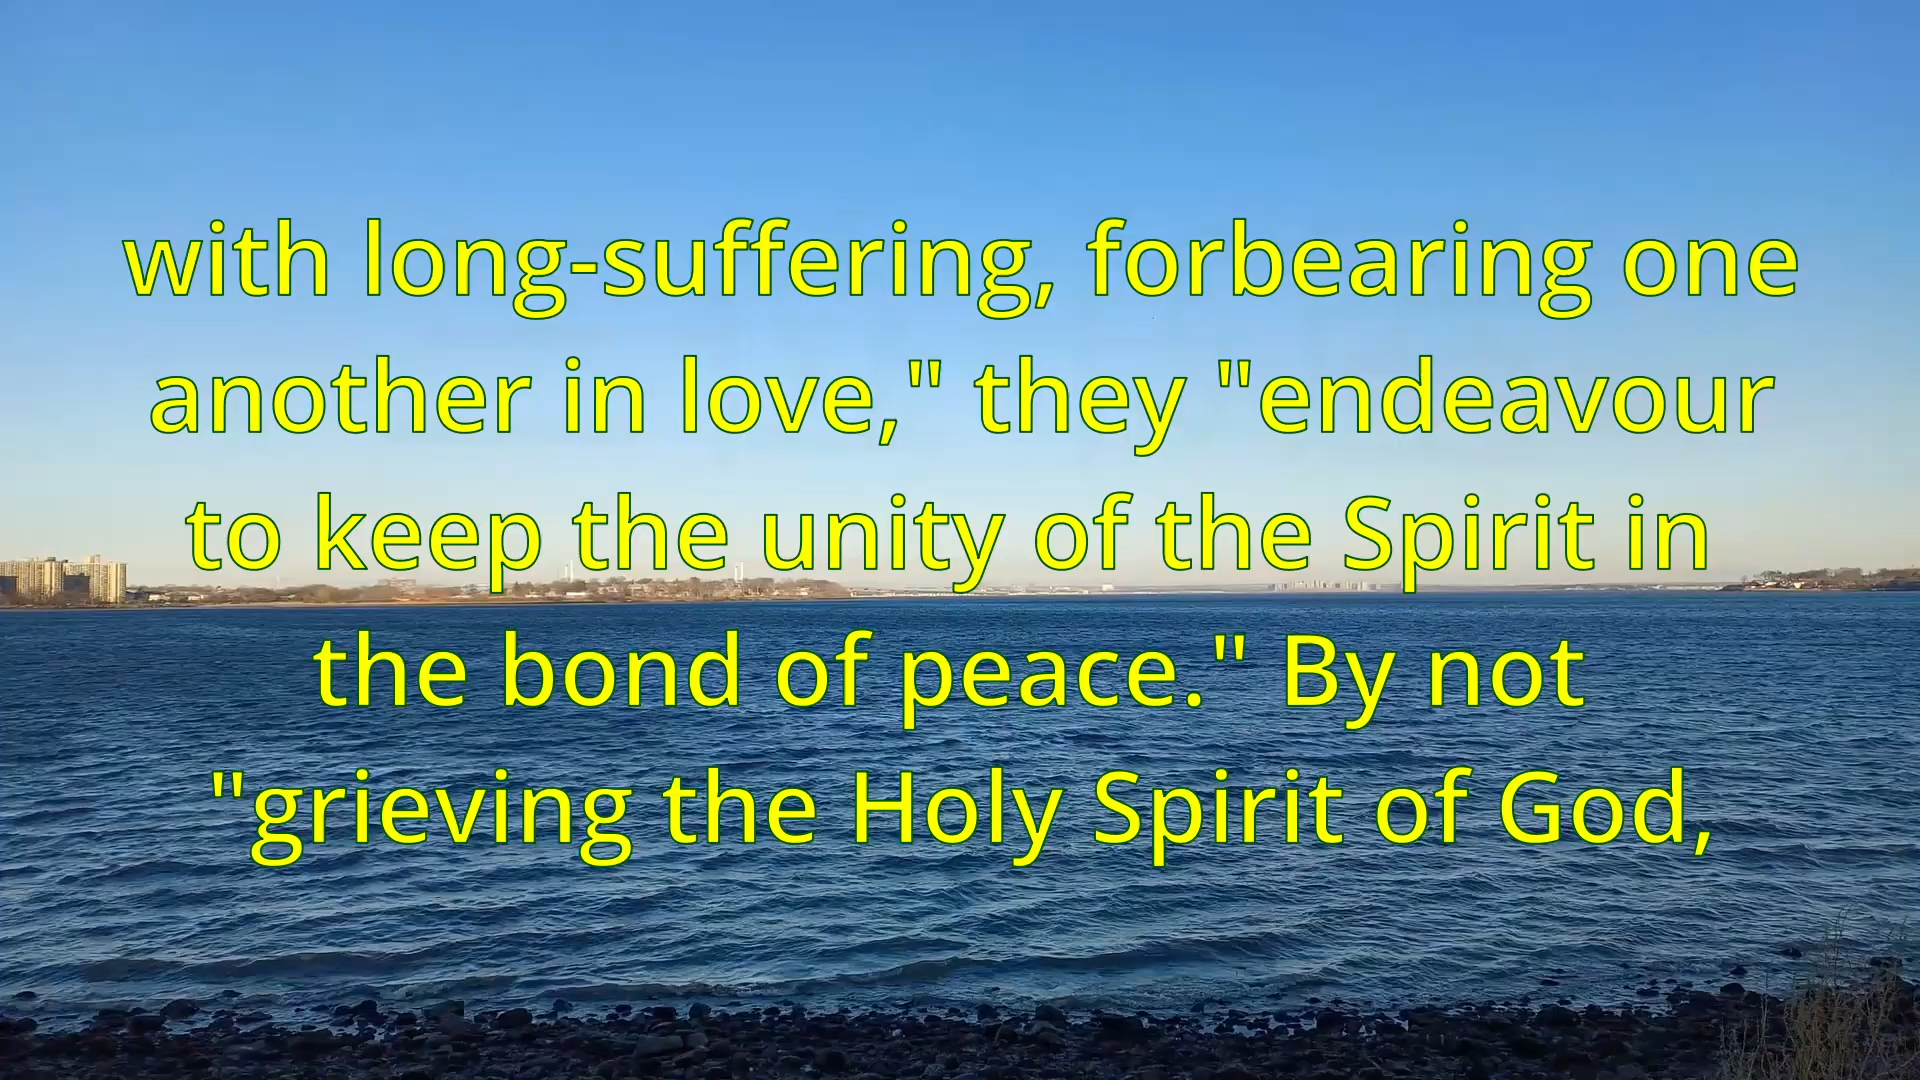 with long-suffering, forbearing one
another in love," they "endeavour
to keep the unity of the Spirit in
the bond of peace." By not
"grieving the Holy Spirit of God,